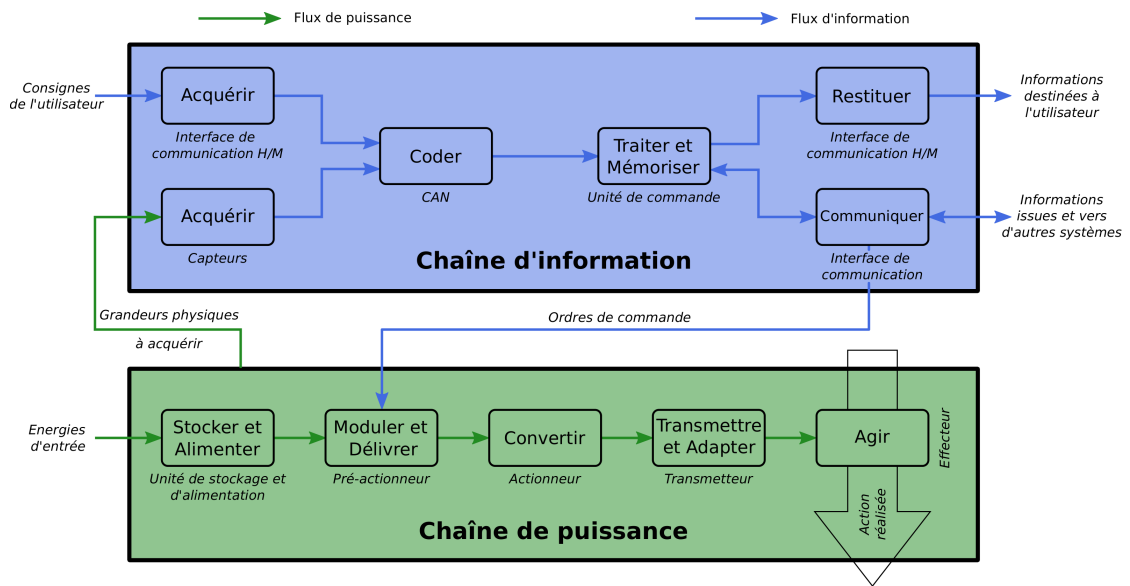 Flux de puissance
Flux d'information
Consignes
de l'utilisateur
Acquérir
Interface de
communication H/M
Acquérir
Capteurs
Coder
CAN
Traiter et
Mémoriser
Unité de commande
Restituer
Interface de
communication H/M
Communiquer
Interface de
communication
Informations
destinées à
l'utilisateur
Informations
issues et vers
d'autres systèmes
Chaîne d'information
Grandeurs physiques
à acquérir
Ordres de commande
Energies
d'entrée
Stocker et
Alimenter
Unité de stockage et
d'alimentation
Moduler et
Délivrer
Pré-actionneur
Convertir
Actionneur
Transmettre
et Adapter
Transmetteur
Agir
Effecteur
Action
réalisée
Chaîne de puissance